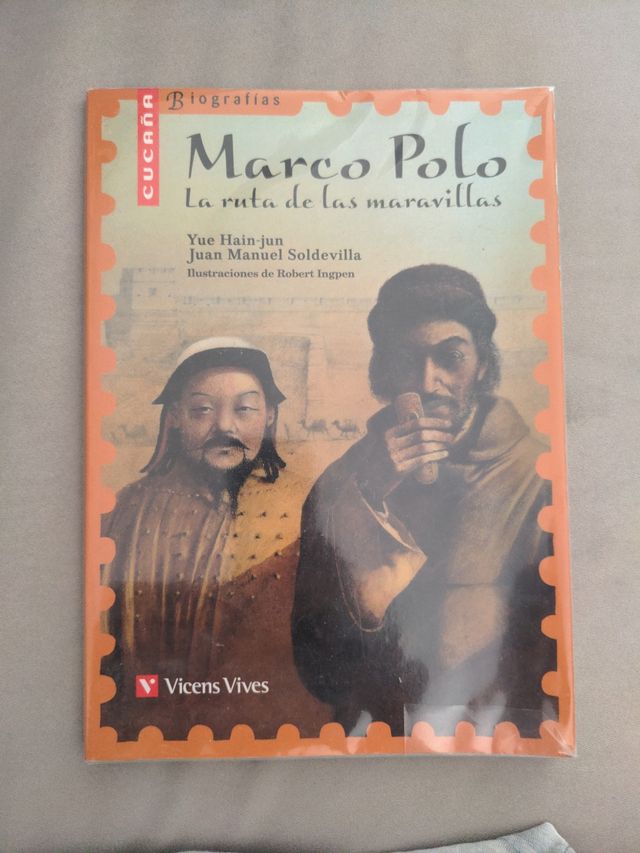 CUCAÑA
Biografías
Marco Polo
La ruta de las maravillas
Yue Hain-jun
Juan Manuel Soldevilla
Ilustraciones de Robert Ingpen
Vicens Vives